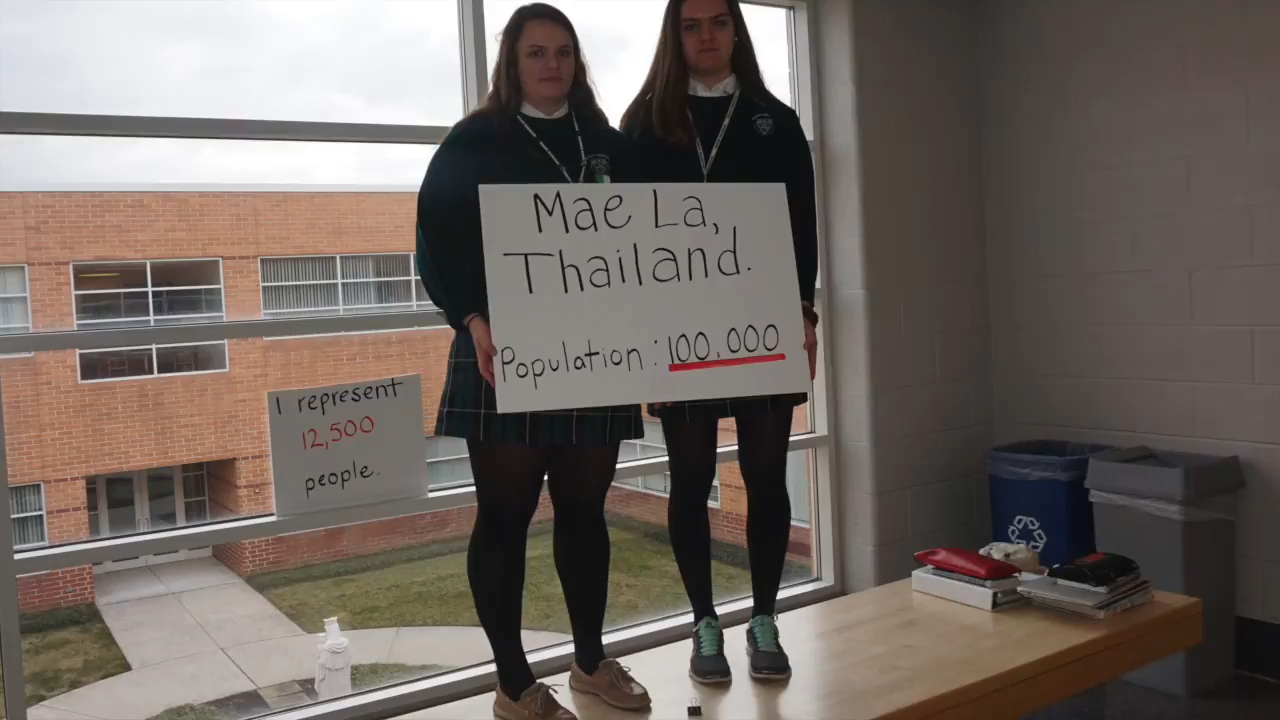 Mae La,
Thailand.
Population: 100.000
I represent
12,500
people.